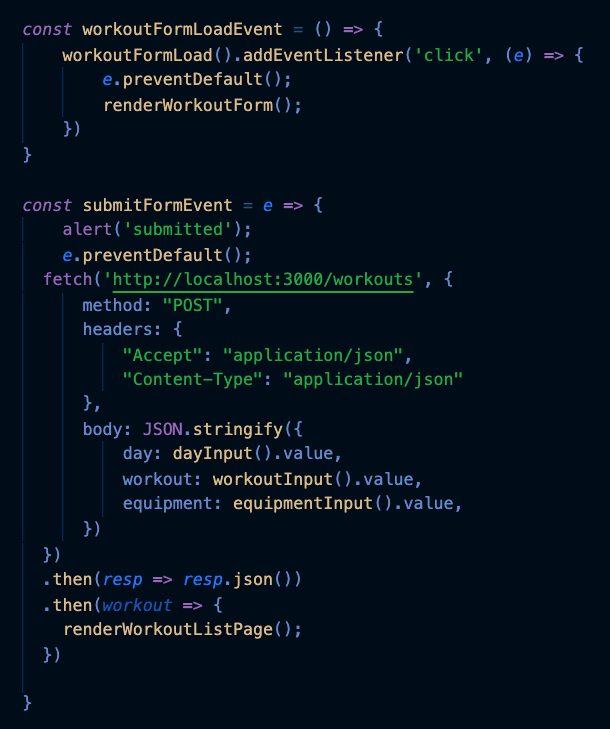 const workoutFormLoadEvent = () => {
    workoutFormLoad().addEventListener('click', (e) => {
        e.preventDefault();
        renderWorkoutForm();
    })
}
const submitFormEvent = e => {
    alert('submitted');
    e.preventDefault();
  fetch('http://localhost:3000/workouts', {
      method: "POST",
      headers: {
          "Accept": "application/json",
          "Content-Type": "application/json"
      },
      body: JSON.stringify({
          day: dayInput().value,
          workout: workoutInput().value,
          equipment: equipmentInput().value,
      })
  })
  .then(resp => resp.json())
  .then(workout => {
    renderWorkoutListPage();
  })
}